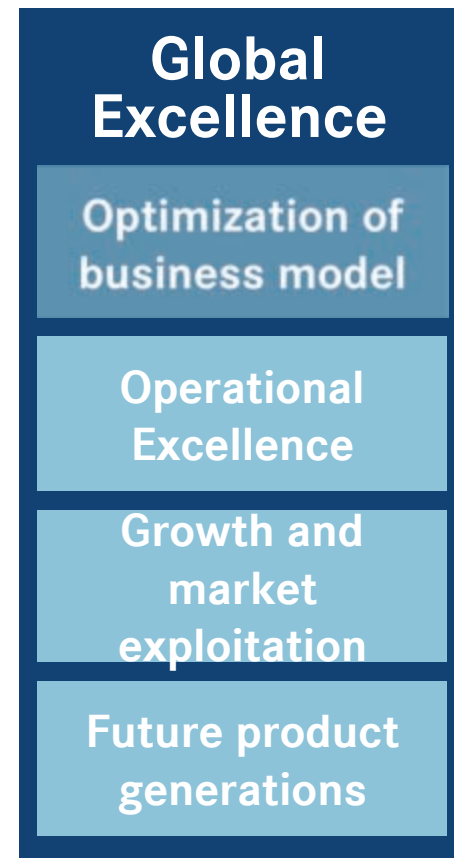 Global
Excellence
Optimization of
business model
Operational
Excellence
Growth and
market
exploitation
Future product
generations